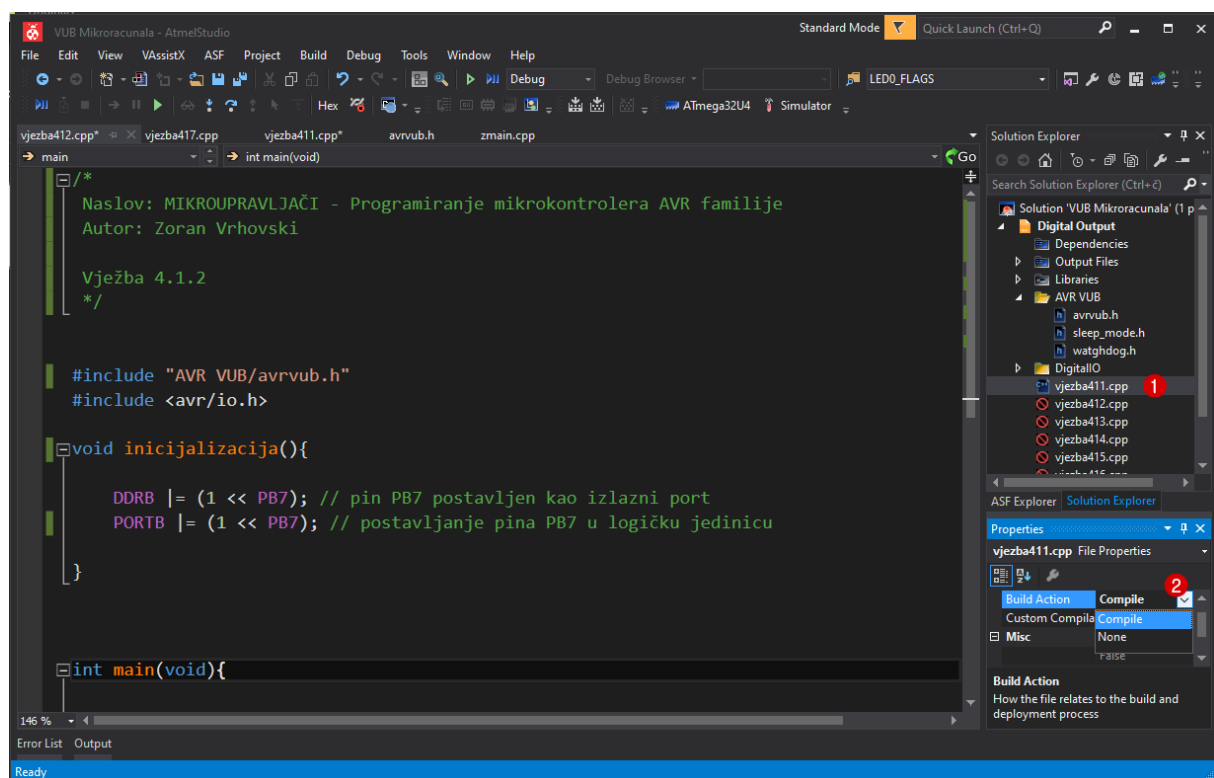 VUB Mikroracunala - AtmelStudio
Standard Mode
Quick Launch (Ctrl+Q)
File Edit View VAssistX ASF Project Build Debug Tools Window Help
Debug
Debug Browser
LED0_FLAGS
Hex
ATmega32U4
Simulator
vjezba412.cpp* vjezba417.cpp vjezba411.cpp* avrvub.h zmain.cpp
main
int main(void)
Go
/*
Naslov: MIKROUPRAVLJAČI - Programiranje mikrokontrolera AVR familije
Autor: Zoran Vrhovski
Vježba 4.1.2
*/
#include "AVR VUB/avrvub.h"
#include <avr/io.h>
void inicijalizacija(){
DDRB |= (1 << PB7); // pin PB7 postavljen kao izlazni port
PORTB |= (1 << PB7); // postavljanje pina PB7 u logičku jedinicu
}
int main(void){
146 %
Error List Output
Ready
Solution Explorer
Search Solution Explorer (Ctrl+č)
Solution 'VUB Mikroracunala' (1 p
Digital Output
Dependencies
Output Files
Libraries
AVR VUB
avrvub.h
sleep_mode.h
watghdog.h
DigitalIO
vjezba411.cpp 1
vjezba412.cpp
vjezba413.cpp
vjezba414.cpp
vjezba415.cpp
ASF Explorer Solution Explorer
Properties
vjezba411.cpp File Properties
2
Build Action Compile
Custom Compila Compile
Misc None
False
Build Action
How the file relates to the build and
deployment process